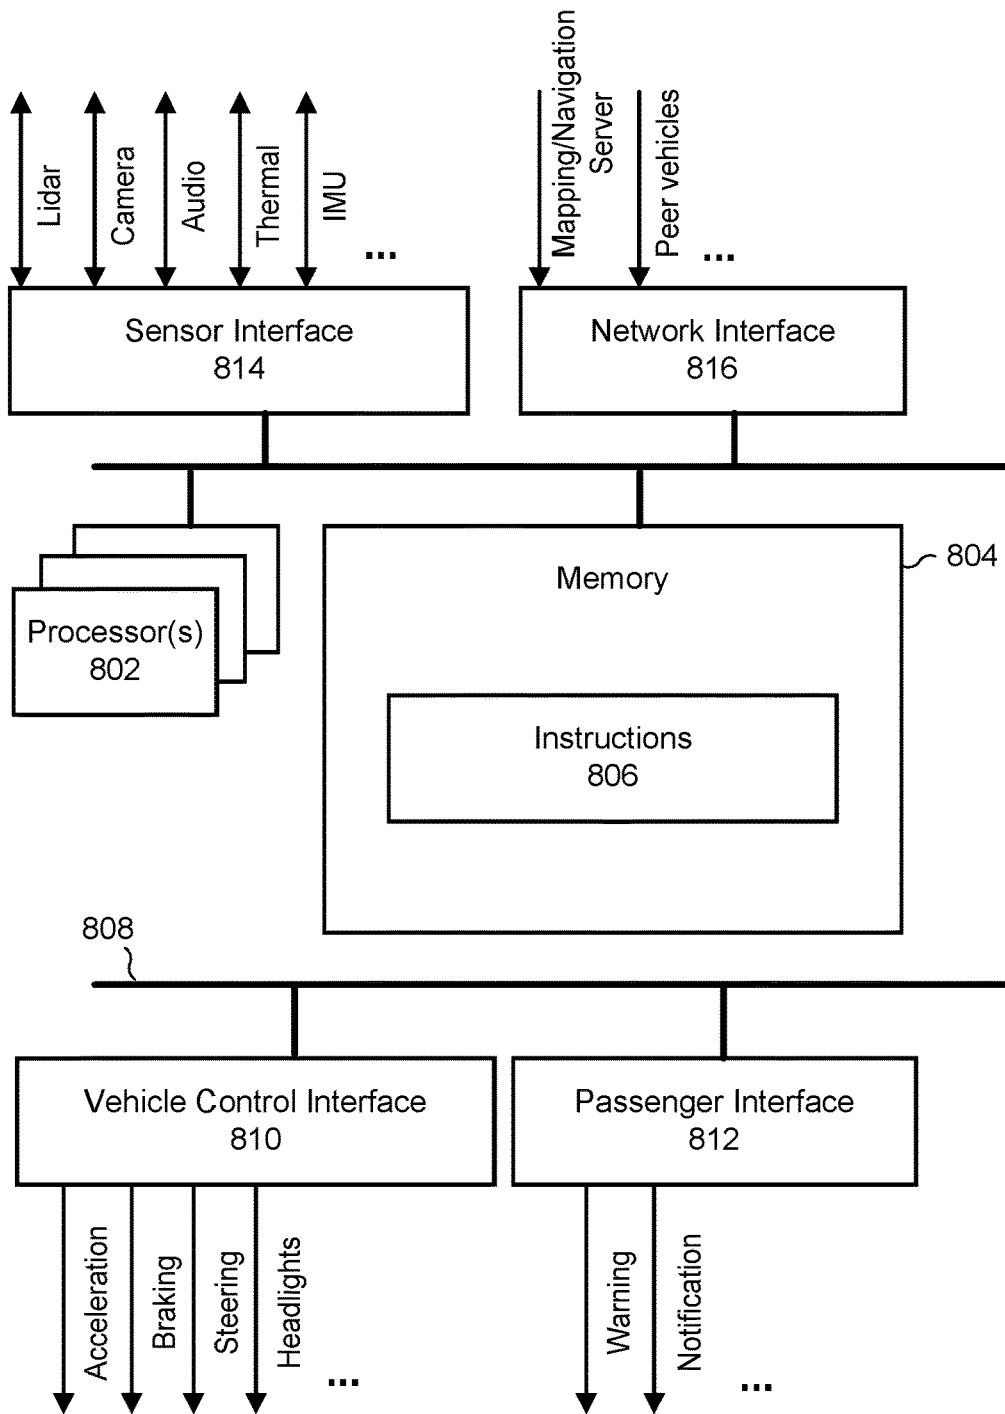 Lidar
Camera
Audio
Thermal
IMU
...
Mapping/Navigation
Server
Peer vehicles
...
Sensor Interface
814
Network Interface
816
Processor(s)
802
Memory
804
Instructions
806
808
Vehicle Control Interface
810
Passenger Interface
812
Acceleration
Braking
Steering
Headlights
...
Warning
Notification
...